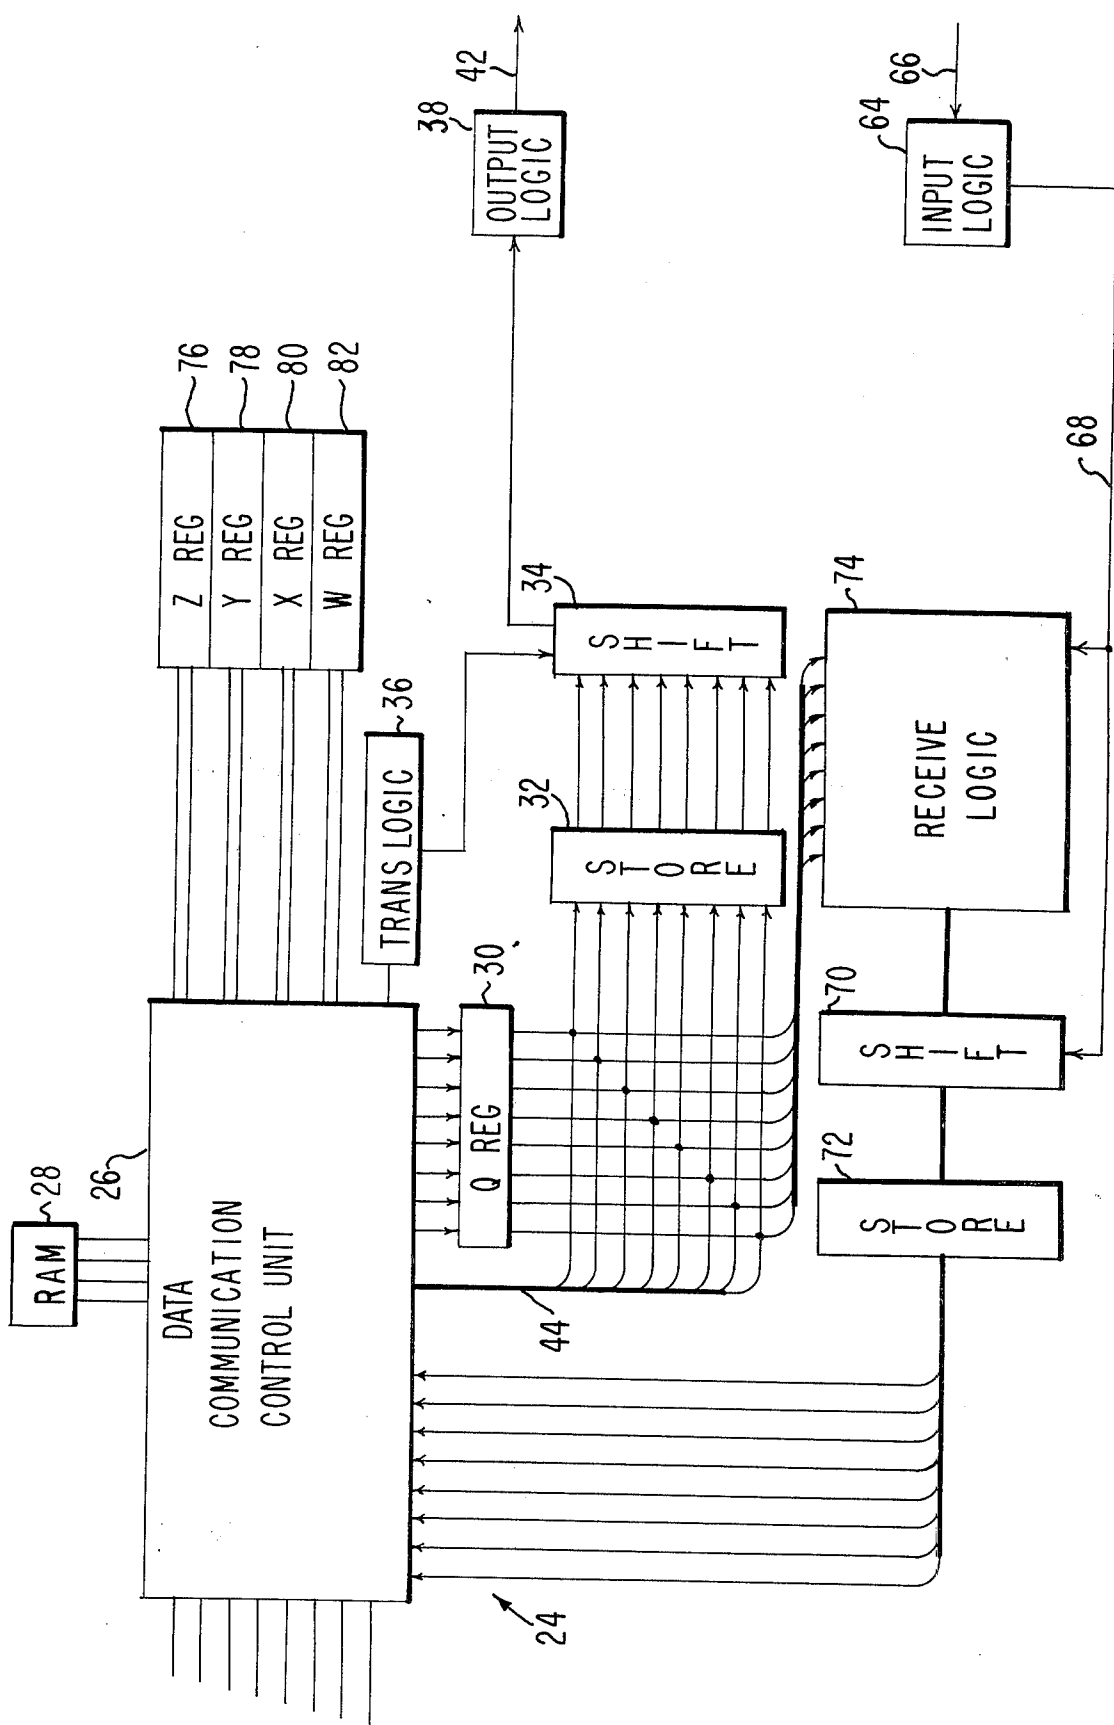 RAM
28
26
DATA
COMMUNICATION
CONTROL UNIT
Z REG
Y REG
X REG
W REG
76
78
80
82
TRANS LOGIC
36
Q REG
30
44
24
STORE
32
SHIFT
34
OUTPUT
LOGIC
38
42
STORE
72
SHIFT
70
RECEIVE
LOGIC
74
68
INPUT
LOGIC
64
66